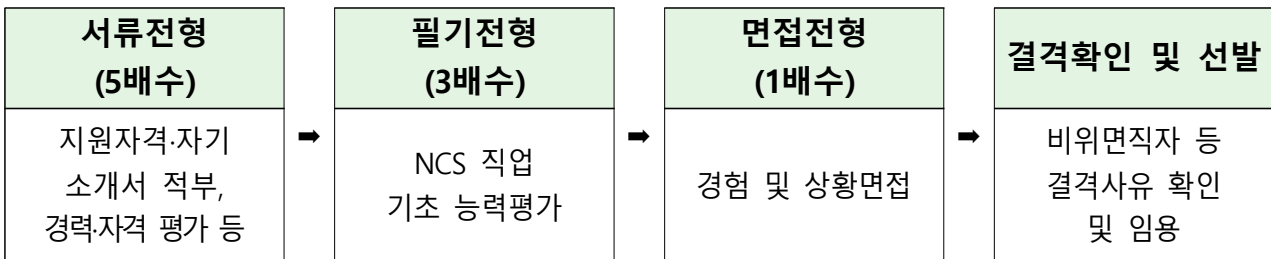 서류전형
(5배수)
지원자격·자기
소개서 적부,
경력·자격 평가 등
➡
필기전형
(3배수)
NCS 직업
기초 능력평가
➡
면접전형
(1배수)
경험 및 상황면접
➡
결격확인 및 선발
비위면직자 등
결격사유 확인
및 임용